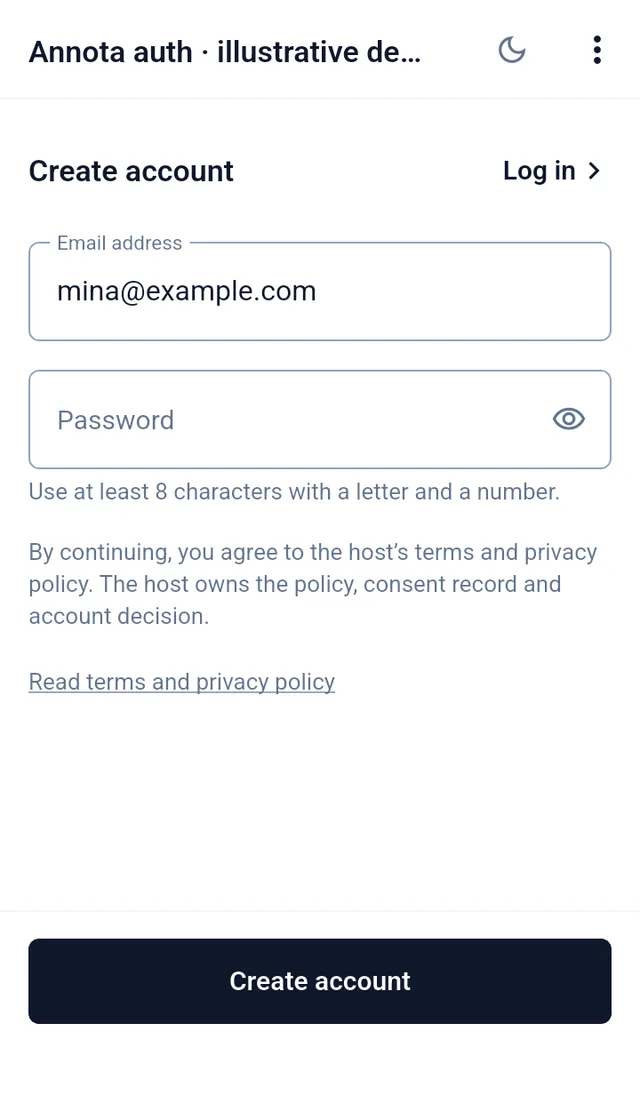 Annota auth · illustrative de…
Create account
Log in
Email address
mina@example.com
Password
Use at least 8 characters with a letter and a number.
By continuing, you agree to the host’s terms and privacy
policy. The host owns the policy, consent record and
account decision.
Read terms and privacy policy
Create account